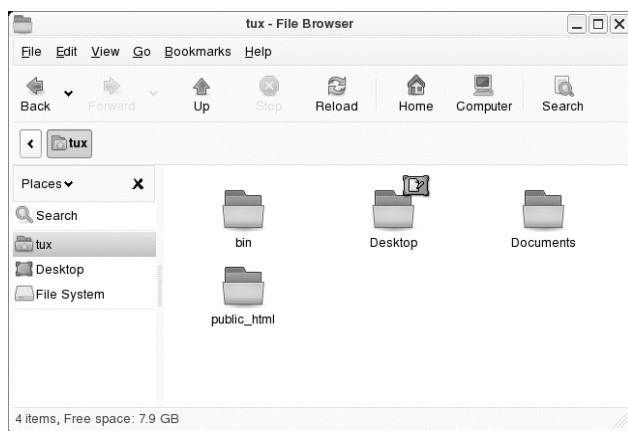 tux - File Browser
File Edit View Go Bookmarks Help
Back Forward Up Stop Reload Home Computer Search
tux
Places
Search
tux
Desktop
File System
bin Desktop Documents
public_html
4 items, Free space: 7.9 GB